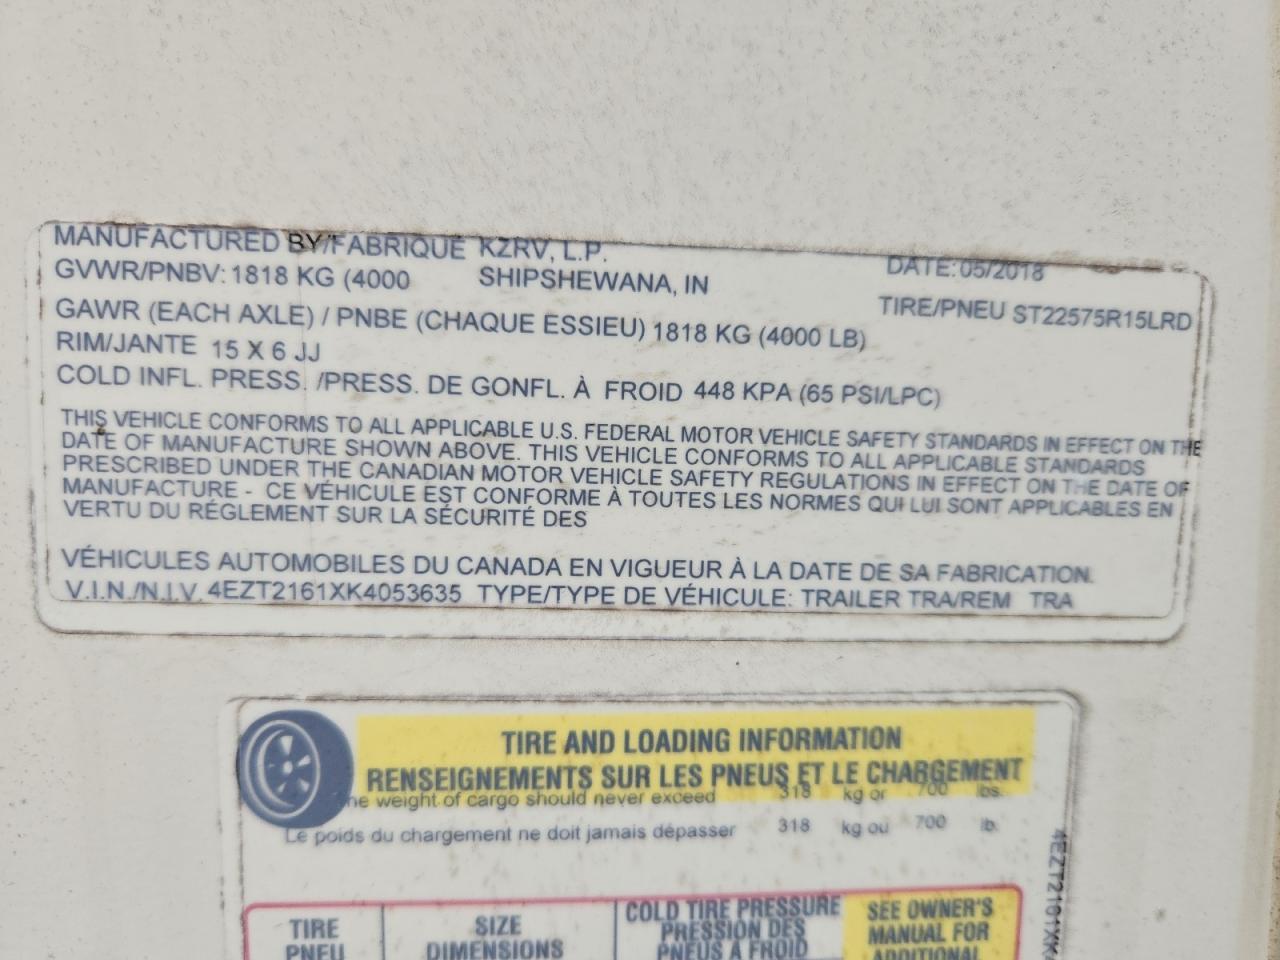 MANUFACTURED BY/FABRIQUE KZRV, L.P.
DATE:05/2018
GVWR/PNBV: 1818 KG (4000 SHIPSHEWANA, IN
TIRE/PNEU ST22575R15LRD
GAWR (EACH AXLE) / PNBE (CHAQUE ESSIEU) 1818 KG (4000 LB)
RIM/JANTE 15 X 6 JJ
COLD INFL. PRESS. /PRESS. DE GONFL. À FROID 448 KPA (65 PSI/LPC)
THIS VEHICLE CONFORMS TO ALL APPLICABLE U.S. FEDERAL MOTOR VEHICLE SAFETY STANDARDS IN EFFECT ON THE
DATE OF MANUFACTURE SHOWN ABOVE. THIS VEHICLE CONFORMS TO ALL APPLICABLE STANDARDS
PRESCRIBED UNDER THE CANADIAN MOTOR VEHICLE SAFETY REGULATIONS IN EFFECT ON THE DATE OF
MANUFACTURE - CE VÉHICULE EST CONFORME À TOUTES LES NORMES QUI LUI SONT APPLICABLES EN
VERTU DU RÉGLEMENT SUR LA SÉCURITÉ DES
VÉHICULES AUTOMOBILES DU CANADA EN VIGUEUR À LA DATE DE SA FABRICATION.
V.I.N./N.I.V. 4EZT2161XK4053635 TYPE/TYPE DE VÉHICULE: TRAILER TRA/REM TRA
TIRE AND LOADING INFORMATION
RENSEIGNEMENTS SUR LES PNEUS ET LE CHARGEMENT
he weight of cargo should never exceed 318 kg or 700 lbs.
Le poids du chargement ne doit jamais dépasser 318 kg ou 700 lb.
TIRE
PNEU
SIZE
DIMENSIONS
COLD TIRE PRESSURE
PRESSION DES
PNEUS À FROID
SEE OWNER'S
MANUAL FOR
ADDITIONAL
4EZT2161XK